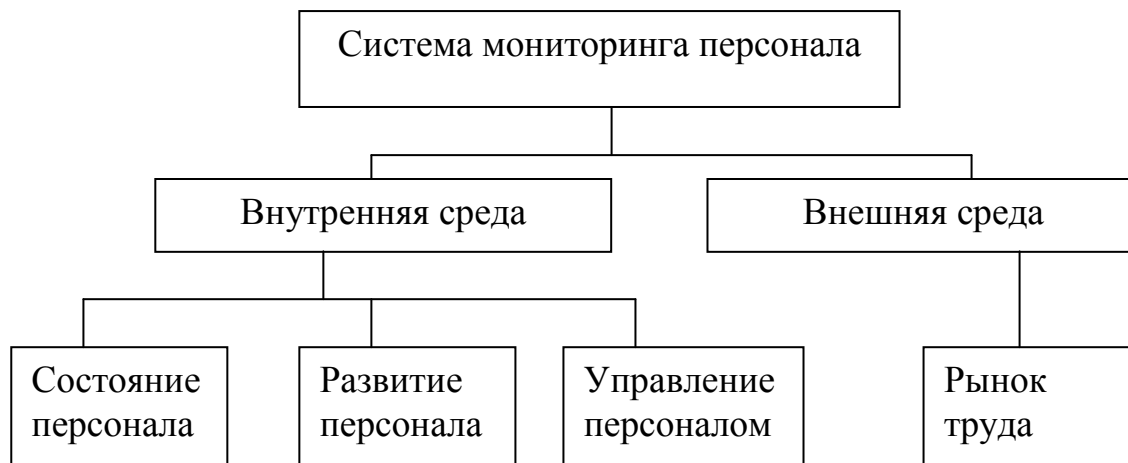 Система мониторинга персонала
Внутренняя среда
Внешняя среда
Состояние
персонала
Развитие
персонала
Управление
персоналом
Рынок
труда